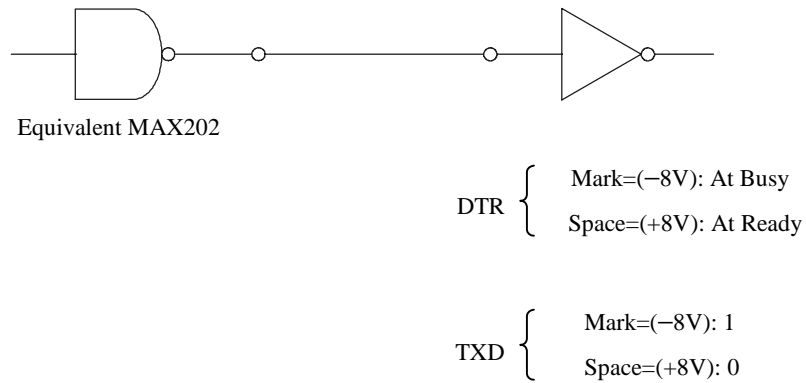 Equivalent MAX202
DTR
Mark=(−8V): At Busy
Space=(+8V): At Ready
TXD
Mark=(−8V): 1
Space=(+8V): 0